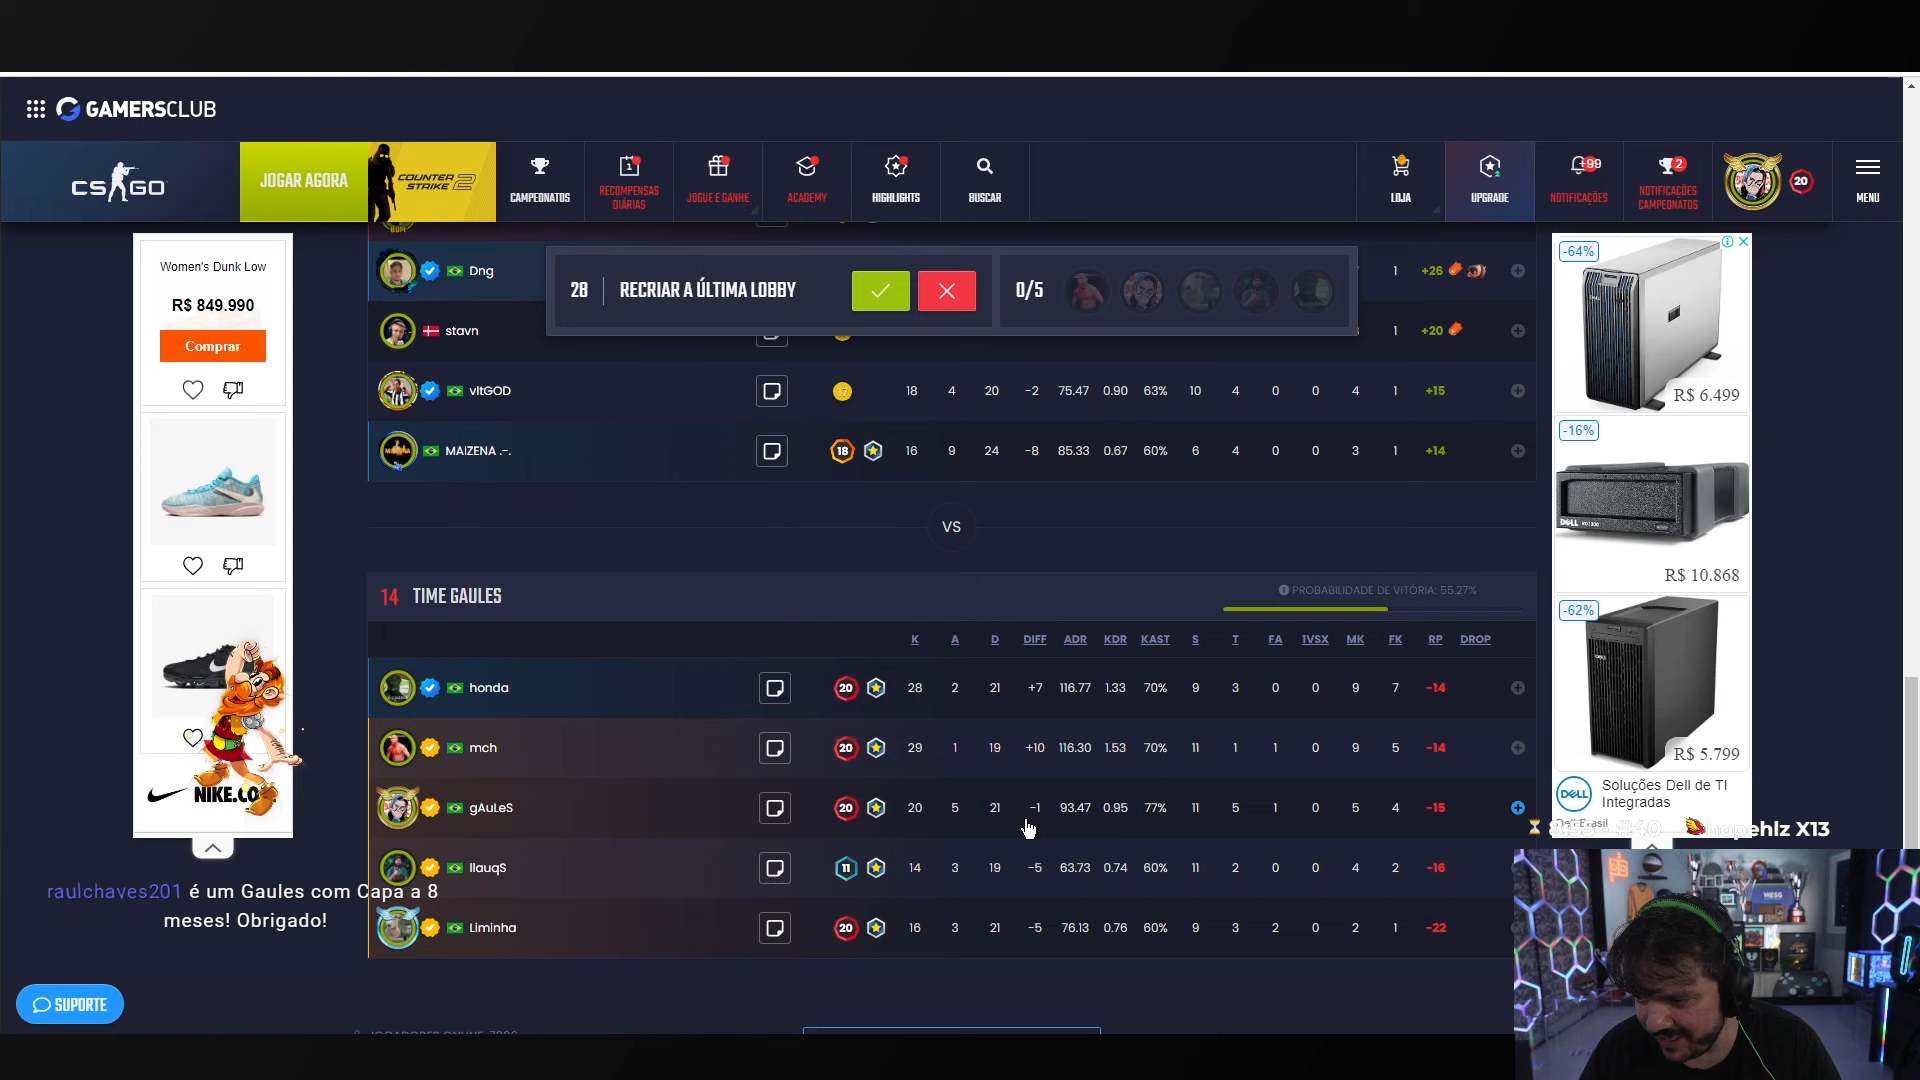 GAMERSCLUB
CS GO
JOGAR AGORA
COUNTER STRIKE 2
CAMPEONATOS
1
RECOMPENSAS DIÁRIAS
JOGUE E GANHE
ACADEMY
HIGHLIGHTS
BUSCAR
LOJA
UPGRADE
+99
NOTIFICAÇÕES
2
NOTIFICAÇÕES CAMPEONATOS
20
MENU
Women's Dunk Low
R$ 849.990
Comprar
NIKE.CO
Dng 1 +26
28 RECRIAR A ÚLTIMA LOBBY 0/5
stavn 1 +20
vltGOD 17 18 4 20 -2 75.47 0.90 63% 10 4 0 0 4 1 +15
MAIZENA .-. 18 16 9 24 -8 85.33 0.67 60% 6 4 0 0 3 1 +14
VS
14 TIME GAULES
PROBABILIDADE DE VITÓRIA: 55.27%
K A D DIFF ADR KDR KAST S T FA 1VSX MK FK RP DROP
honda 20 28 2 21 +7 116.77 1.33 70% 9 3 0 0 9 7 -14
mch 20 29 1 19 +10 116.30 1.53 70% 11 1 1 0 9 5 -14
gAuLeS 20 20 5 21 -1 93.47 0.95 77% 11 5 1 0 5 4 -15
llauqS 11 14 3 19 -5 63.73 0.74 60% 11 2 0 0 4 2 -16
Liminha 20 16 3 21 -5 76.13 0.76 60% 9 3 2 0 2 1 -22
raulchaves201 é um Gaules com Capa a 8
meses! Obrigado!
SUPORTE
-64%
R$ 6.499
-16%
R$ 10.868
-62%
R$ 5.799
DELL
Soluções Dell de TI
Integradas
Dell Brasil
#40 hopehlz X13
WESG